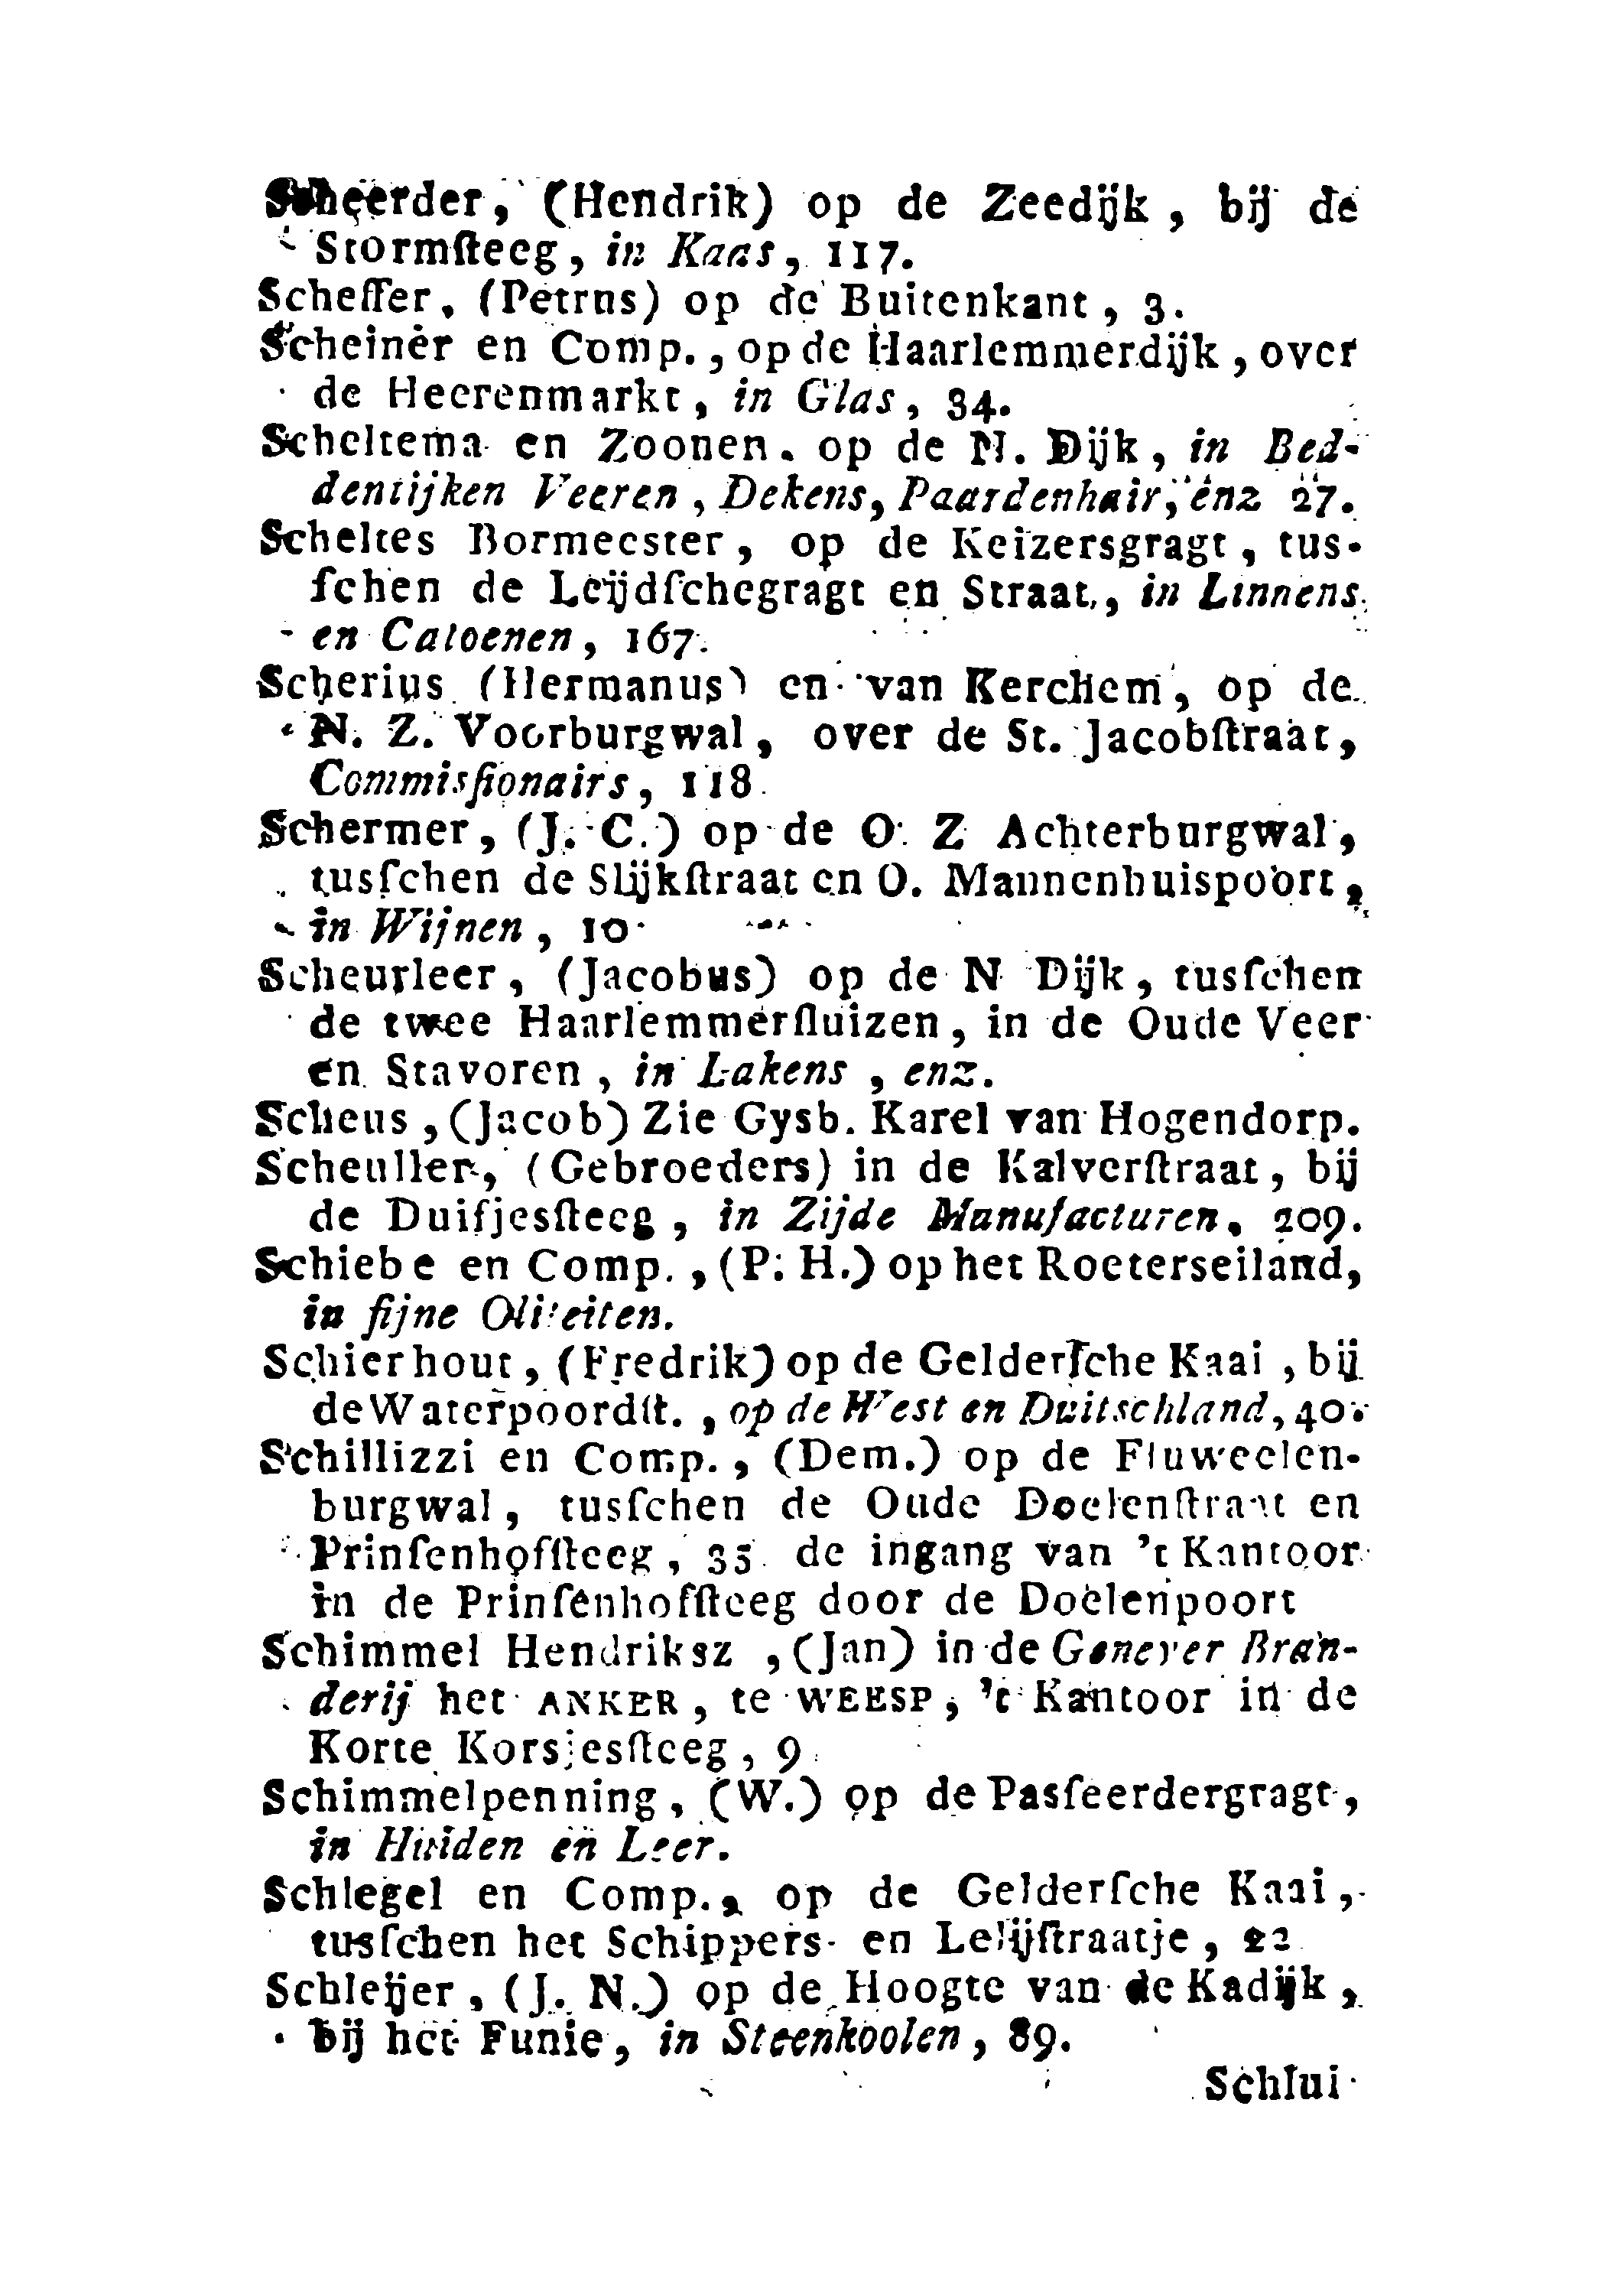 Scheerder, (Hendrik) op de Zeedijk, bij de
Stormſteeg, in Kaas, 117.
Scheffer, (Petrus) op de Buitenkant, 3.
Scheiner en Comp., op de Haarlemmerdijk, over
de Heerenmarkt, in Glas, 34.
Scheltema en Zoonen. op de N. Dijk, in Bed-
dentijken Veeren, Dekens, Paardenhair, enz 27.
Scheltes Bormeester, op de Keizersgragt, tus-
ſchen de Leijdſchegragt en Straat, in Linnens
en Catoenen, 167.
Scherius (Hermanus) en van Kerchem, op de
N. Z. Voorburgwal, over de St. Jacobſtraat,
Commisſionairs, 118
Schermer, (J. C.) op de O. Z Achterburgwal,
tusſchen de Slijkſtraat en O. Mannenhuispoort,
in Wijnen, 10
Scheurleer, (Jacobus) op de N Dijk, tusſchen
de twee Haarlemmerſluizen, in de Oude Veer
en Stavoren, in Lakens, enz.
Scheus, (Jacob) Zie Gysb. Karel van Hogendorp.
Scheuller, (Gebroeders) in de Kalverſtraat, bij
de Duifjesſteeg, in Zijde Manufacturen, 209.
Schiebe en Comp., (P. H.) op het Roeterseiland,
in fijne Oliteiten.
Schierhout, (Fredrik) op de Gelderſche Kaai, bij
de Waterpoordſt., op de West en Duitschland, 40.
Schillizzi en Comp., (Dem.) op de Fluweelen-
burgwal, tusſchen de Oude Doelenſtraat en
Prinſenhofſteeg, 35 de ingang van 't Kantoor
in de Prinſenhofſteeg door de Doelenpoort
Schimmel Hendriksz, (Jan) in de Genever Bran-
derij het ANKER, te WEESP, 't Kantoor in de
Korte Korsjesſteeg, 9
Schimmelpenning, (W.) op de Pasſeerdergragt,
in Huiden en Leer.
Schlegel en Comp., op de Gelderſche Kaai,
tusſchen het Schippers- en Lelijſtraatje, 22
Schleijer, (J. N.) op de Hoogte van de Kadijk,
bij het Funie, in Steenkoolen, 89.
Schlui-